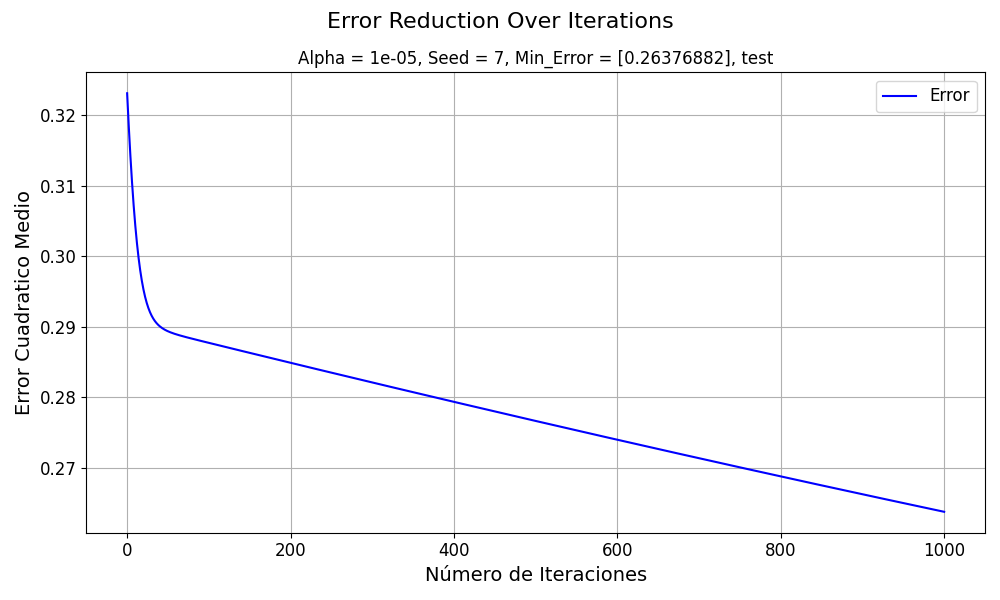 Error Reduction Over Iterations
Alpha = 1e-05, Seed = 7, Min_Error = [0.26376882], test
Error
0.32
0.31
0.30
0.29
0.28
0.27
Error Cuadratico Medio
0 200 400 600 800 1000
Número de Iteraciones